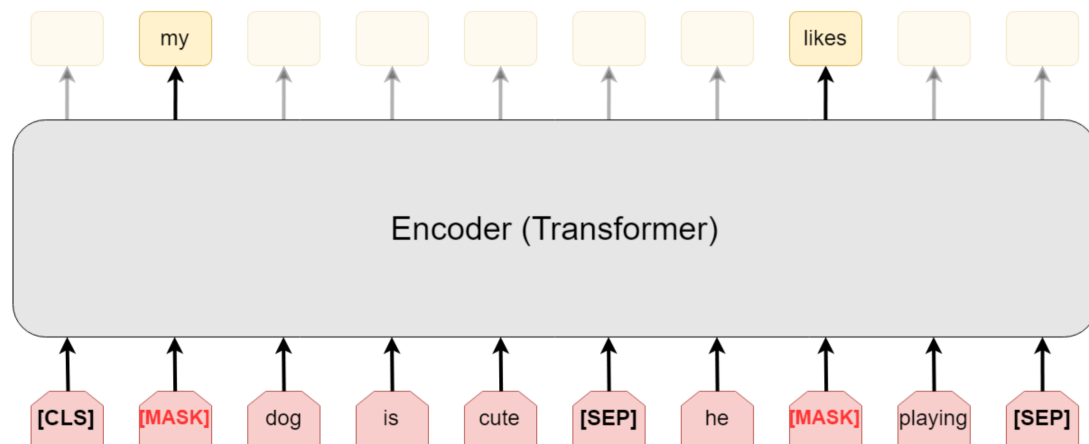 my likes
Encoder (Transformer)
[CLS] [MASK] dog is cute [SEP] he [MASK] playing [SEP]